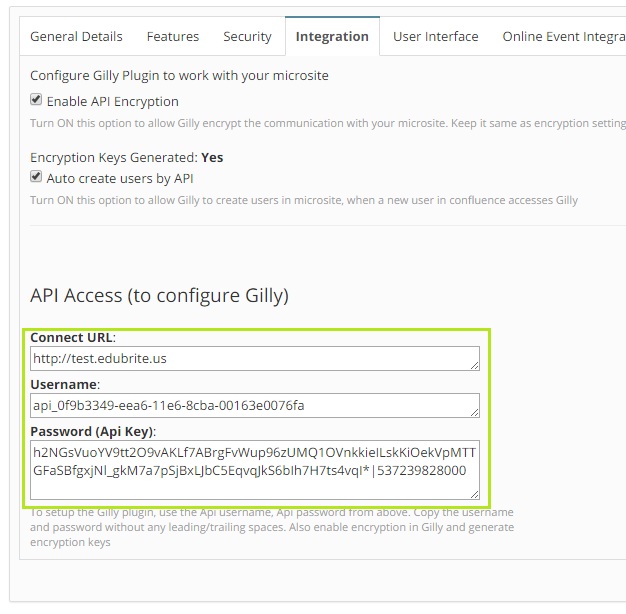 General Details Features Security Integration User Interface Online Event Integra
Configure Gilly Plugin to work with your microsite
Enable API Encryption
Turn ON this option to allow Gilly encrypt the communication with your microsite. Keep it same as encryption setting
Encryption Keys Generated: Yes
Auto create users by API
Turn ON this option to allow Gilly to create users in microsite, when a new user in confluence accesses Gilly
API Access (to configure Gilly)
Connect URL:
http://test.edubrite.us
Username:
api_0f9b3349-eea6-11e6-8cba-00163e0076fa
Password (Api Key):
h2NGsVuoYV9tt2O9vAKLf7ABrgFvWup96zUMQ1OVnkkieILskKiOekVpMTT
GFaSBfgxjNl_gkM7a7pSjBxLJbC5EqvqJkS6bIh7H7ts4vqI*|537239828000
To setup the Gilly plugin, use the Api username, Api password from above. Copy the username
and password without any leading/trailing spaces. Also enable encryption in Gilly and generate
encryption keys